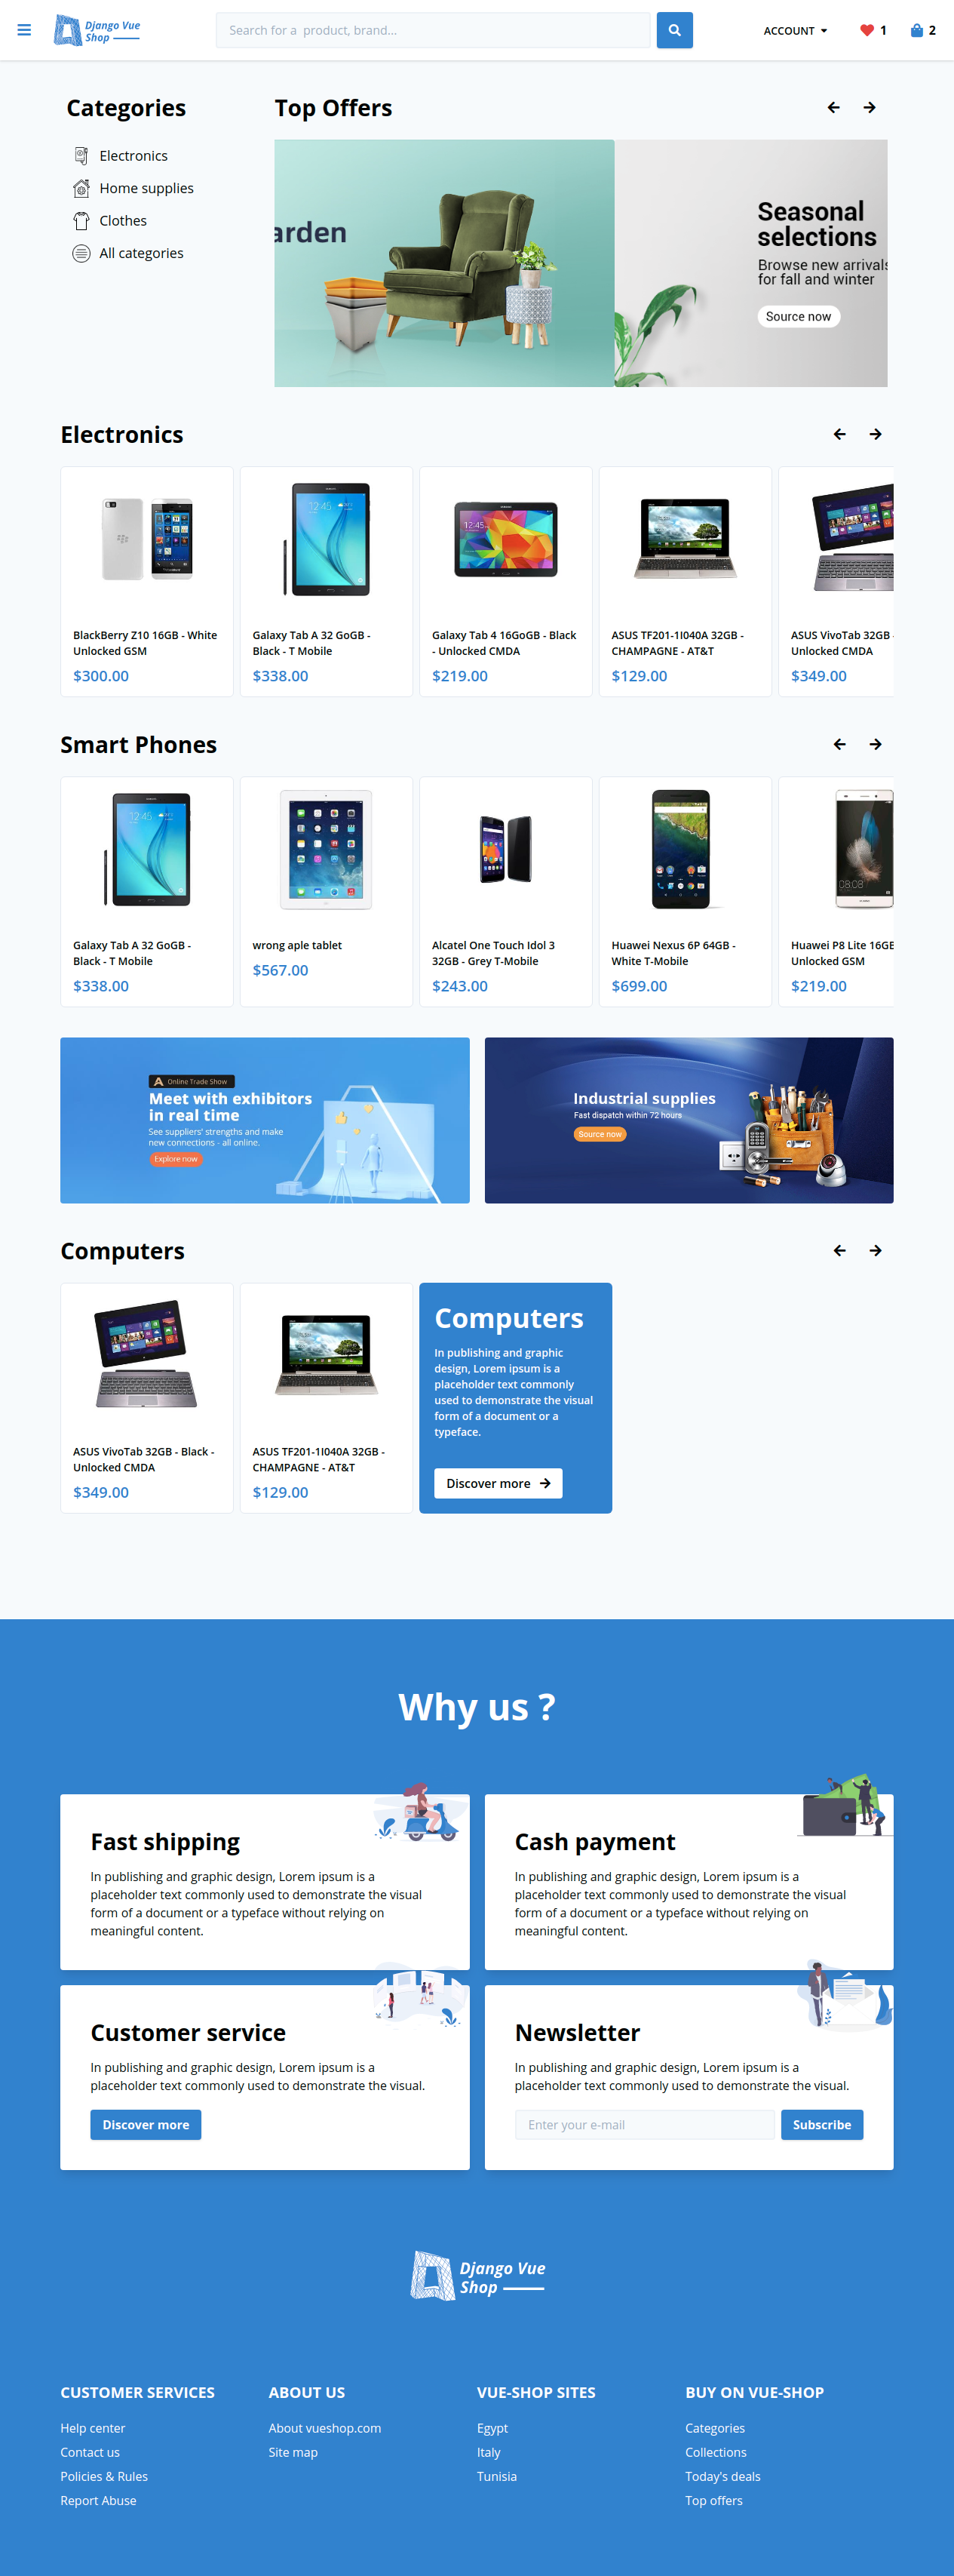 Django Vue
Shop
Search for a  product, brand...
ACCOUNT
1
2
Categories
Electronics
Home supplies
Clothes
All categories
Top Offers
arden
Seasonal
selections
Browse new arrivals
for fall and winter
Source now
Electronics
BlackBerry Z10 16GB - White
Unlocked GSM
$300.00
Galaxy Tab A 32 GoGB -
Black - T Mobile
$338.00
Galaxy Tab 4 16GoGB - Black
- Unlocked CMDA
$219.00
ASUS TF201-1I040A 32GB -
CHAMPAGNE - AT&T
$129.00
ASUS VivoTab 32GB -
Unlocked CMDA
$349.00
Smart Phones
Galaxy Tab A 32 GoGB -
Black - T Mobile
$338.00
wrong aple tablet
$567.00
Alcatel One Touch Idol 3
32GB - Grey T-Mobile
$243.00
Huawei Nexus 6P 64GB -
White T-Mobile
$699.00
08:08
Huawei P8 Lite 16GB
Unlocked GSM
$219.00
Online Trade Show
Meet with exhibitors
in real time
See suppliers' strengths and make
new connections - all online.
Explore now
Industrial supplies
Fast dispatch within 72 hours
Source now
Computers
ASUS VivoTab 32GB - Black -
Unlocked CMDA
$349.00
ASUS TF201-1I040A 32GB -
CHAMPAGNE - AT&T
$129.00
Computers
In publishing and graphic
design, Lorem ipsum is a
placeholder text commonly
used to demonstrate the visual
form of a document or a
typeface.
Discover more
Why us ?
Fast shipping
In publishing and graphic design, Lorem ipsum is a
placeholder text commonly used to demonstrate the visual
form of a document or a typeface without relying on
meaningful content.
Cash payment
In publishing and graphic design, Lorem ipsum is a
placeholder text commonly used to demonstrate the visual
form of a document or a typeface without relying on
meaningful content.
Customer service
In publishing and graphic design, Lorem ipsum is a
placeholder text commonly used to demonstrate the visual.
Discover more
Newsletter
In publishing and graphic design, Lorem ipsum is a
placeholder text commonly used to demonstrate the visual.
Enter your e-mail
Subscribe
Django Vue
Shop
CUSTOMER SERVICES
Help center
Contact us
Policies & Rules
Report Abuse
ABOUT US
About vueshop.com
Site map
VUE-SHOP SITES
Egypt
Italy
Tunisia
BUY ON VUE-SHOP
Categories
Collections
Today's deals
Top offers